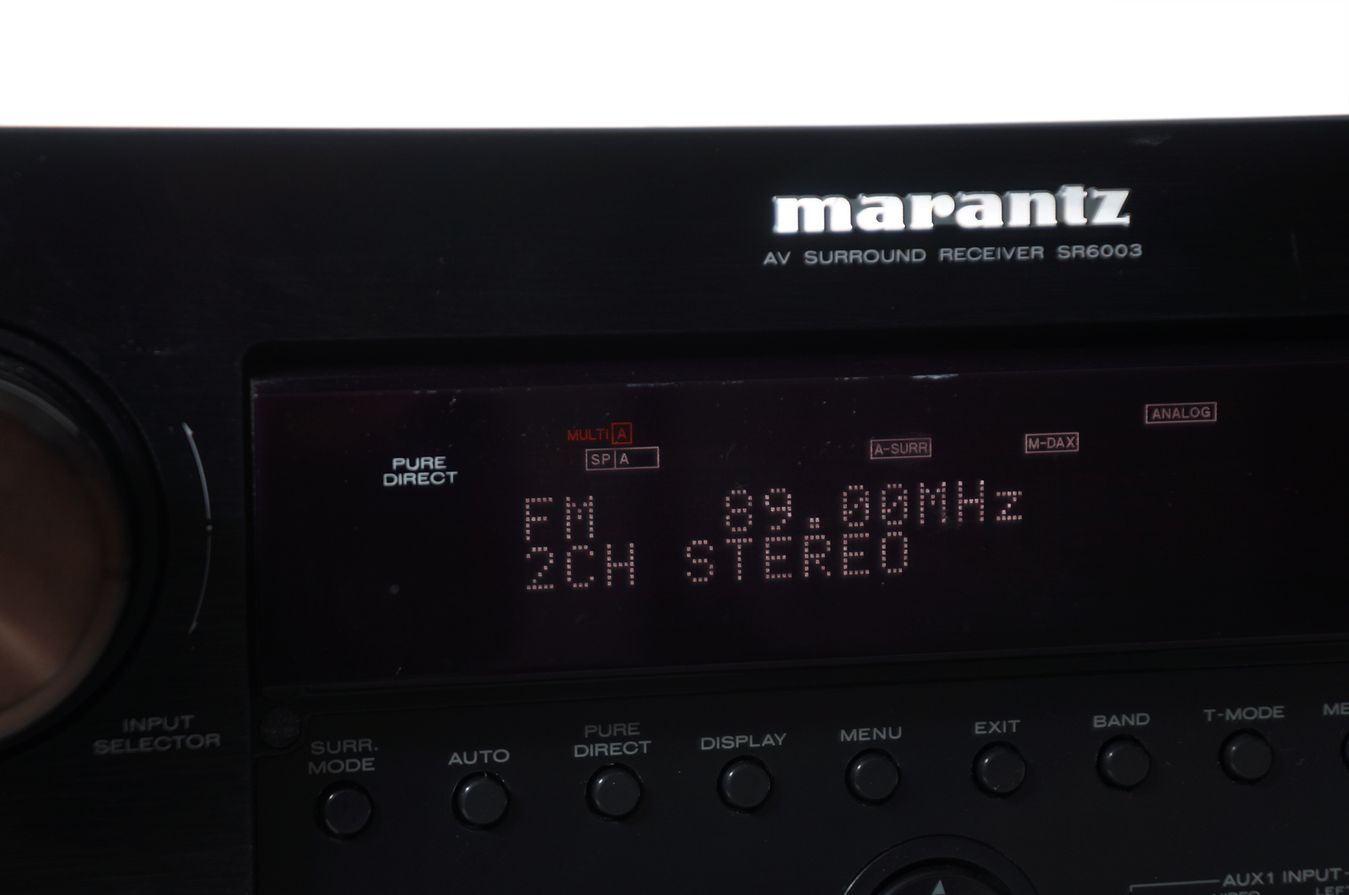 marantz
AV SURROUND RECEIVER SR6003
ANALOG
MULTI A
SP A
A-SURR
M-DAX
PURE
DIRECT
FM 89.00MHz
2CH STEREO
INPUT
SELECTOR
SURR.
MODE
AUTO
PURE
DIRECT
DISPLAY
MENU
EXIT
BAND
T-MODE
AUX1 INPUT